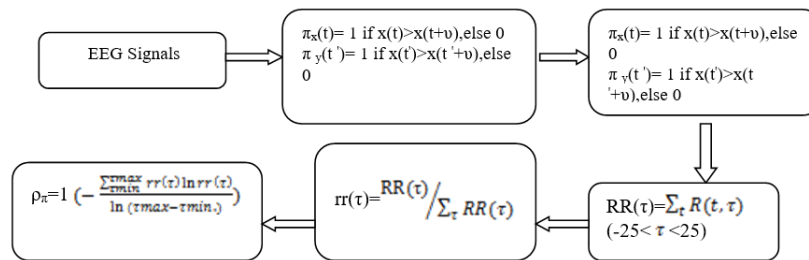 EEG Signals
πx(t)= 1 if x(t)>x(t+υ),else 0
π y(t ')= 1 if x(t')>x(t '+υ),else
0
πx(t)= 1 if x(t)>x(t+υ),else
0
π y(t ')= 1 if x(t')>x(t
'+υ),else 0
RR(τ)=∑t R(t, τ)
(-25< τ <25)
rr(τ)=RR(τ)/∑τ RR(τ)
ρπ=1 (− ∑τmin^τmax rr(τ) ln rr(τ) / ln (τmax−τmin.))